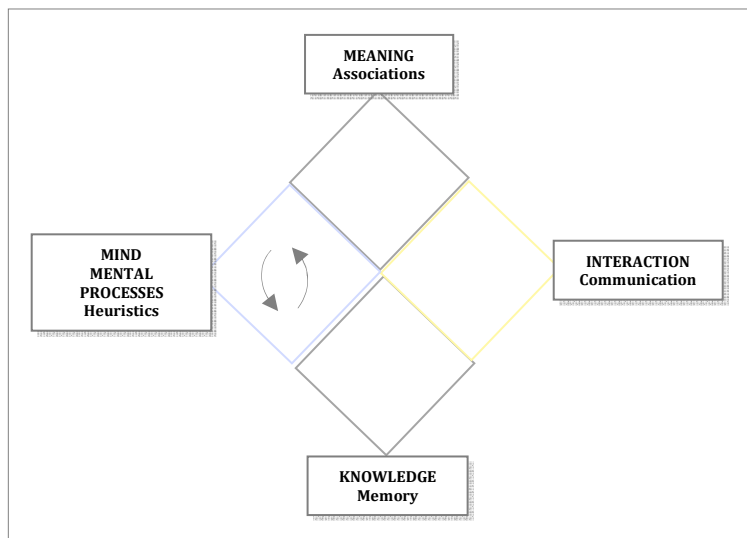 MEANING
Associations
MIND
MENTAL
PROCESSES
Heuristics
INTERACTION
Communication
KNOWLEDGE
Memory